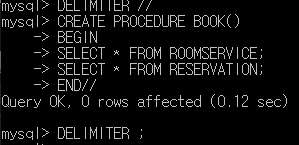 mysql> DELIMITER //
mysql> CREATE PROCEDURE BOOK()
-> BEGIN
-> SELECT * FROM ROOMSERVICE;
-> SELECT * FROM RESERVATION;
-> END//
Query OK, 0 rows affected (0.12 sec)
mysql> DELIMITER ;